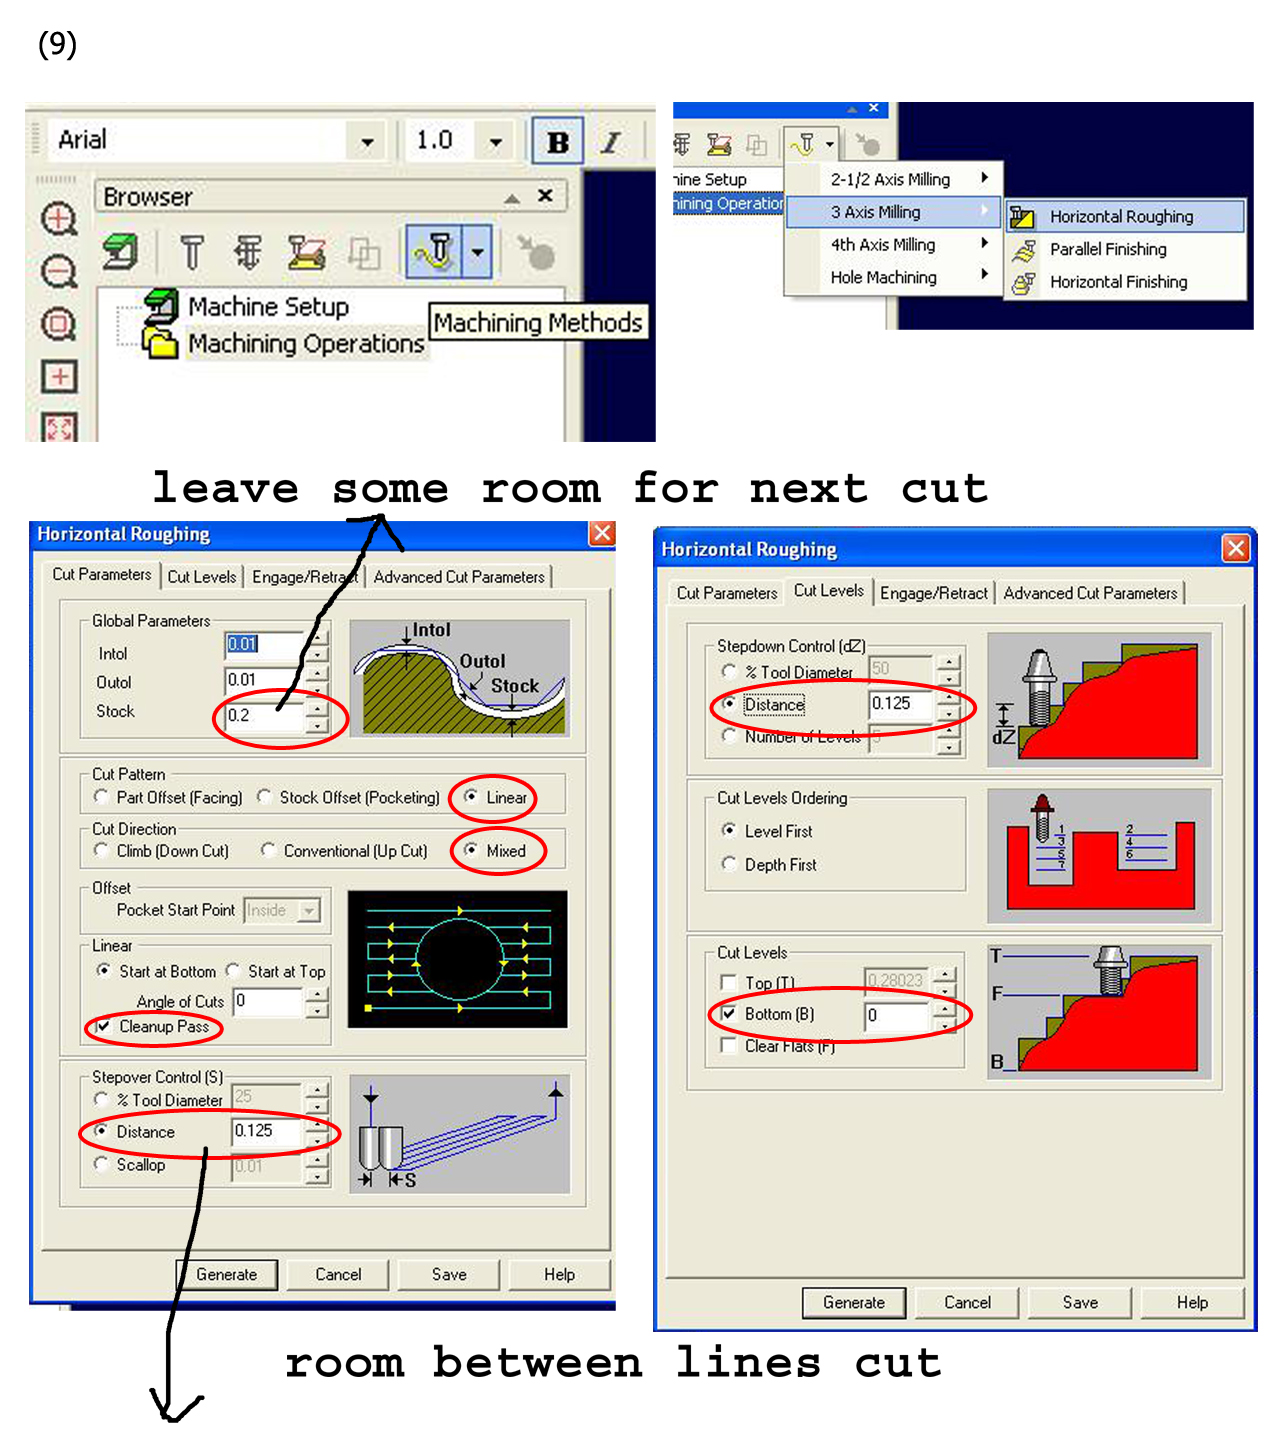 (9)
Arial
1.0
B
I
Browser
Machine Setup
Machining Operations
Machining Methods
hine Setup
hining Operation
2-1/2 Axis Milling
3 Axis Milling
4th Axis Milling
Hole Machining
Horizontal Roughing
Parallel Finishing
Horizontal Finishing
leave some room for next cut
Horizontal Roughing
Cut Parameters
Cut Levels
Engage/Retract
Advanced Cut Parameters
Global Parameters
Intol
0.01
Outol
0.01
Stock
0.2
Intol
Outol
Stock
Cut Pattern
Part Offset (Facing)
Stock Offset (Pocketing)
Linear
Cut Direction
Climb (Down Cut)
Conventional (Up Cut)
Mixed
Offset
Pocket Start Point
Inside
Linear
Start at Bottom
Start at Top
Angle of Cuts
0
Cleanup Pass
Stepover Control (S)
% Tool Diameter
25
Distance
0.125
Scallop
0.01
S
Generate
Cancel
Save
Help
Horizontal Roughing
Cut Parameters
Cut Levels
Engage/Retract
Advanced Cut Parameters
Stepdown Control (dZ)
% Tool Diameter
50
Distance
0.125
Number of Levels
5
dZ
Cut Levels Ordering
Level First
Depth First
1
3
5
7
2
4
6
Cut Levels
Top (T)
0.28023
Bottom (B)
0
Clear Flats (F)
T
F
B
Generate
Cancel
Save
Help
room between lines cut